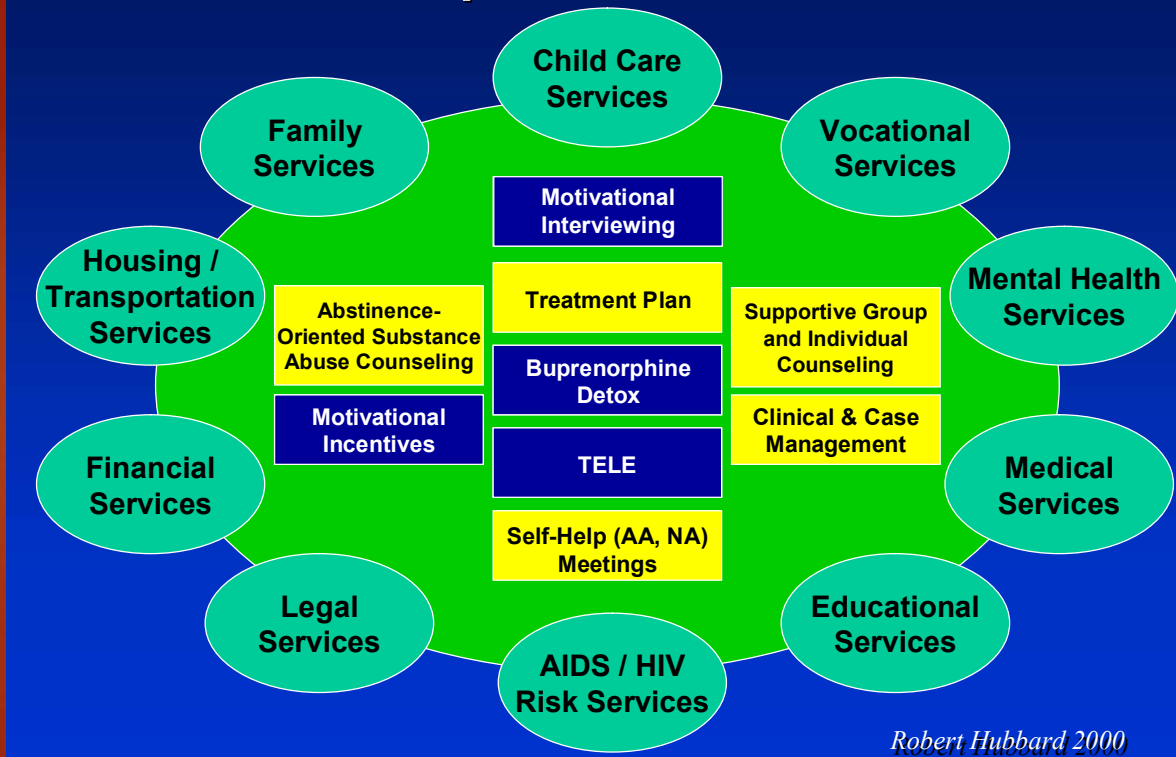 Child Care
Services
Family
Services
Vocational
Services
Motivational
Interviewing
Housing /
Transportation
Services
Mental Health
Services
Abstinence-
Oriented Substance
Abuse Counseling
Treatment Plan
Supportive Group
and Individual
Counseling
Buprenorphine
Detox
Motivational
Incentives
Clinical & Case
Management
TELE
Financial
Services
Medical
Services
Self-Help (AA, NA)
Meetings
Legal
Services
Educational
Services
AIDS / HIV
Risk Services
Robert Hubbard 2000